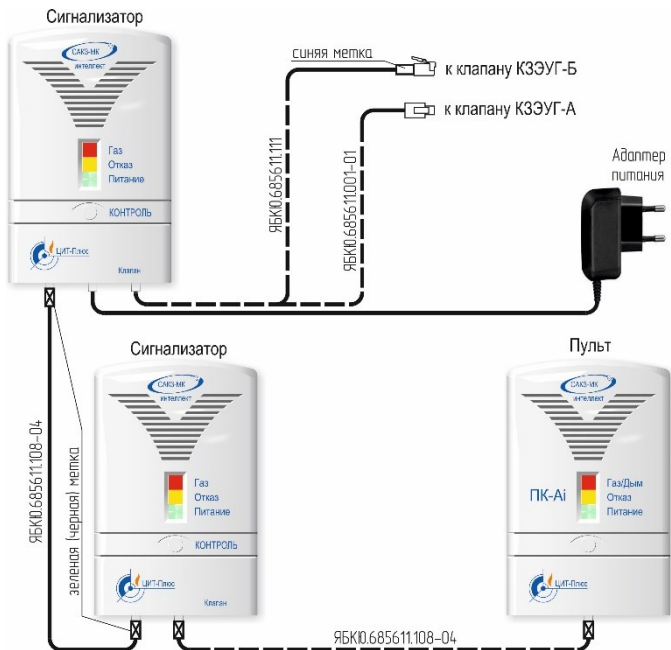 Сигнализатор
САКЗ-МК
интеллект
Газ
Отказ
Питание
КОНТРОЛЬ
ЦИТ-Плюс
Клапан
синяя метка
к клапану КЗЭУГ-Б
к клапану КЗЭУГ-А
ЯБКЮ.685611.111
ЯБКЮ.685611.001-01
Адаптер
питания
ЯБКЮ.685611.108-04
зеленая (черная) метка
Сигнализатор
САКЗ-МК
интеллект
Газ
Отказ
Питание
КОНТРОЛЬ
ЦИТ-Плюс
Клапан
Пульт
САКЗ-МК
интеллект
ПК-Ai
Газ/Дым
Отказ
Питание
ЦИТ-Плюс
ЯБКЮ.685611.108-04